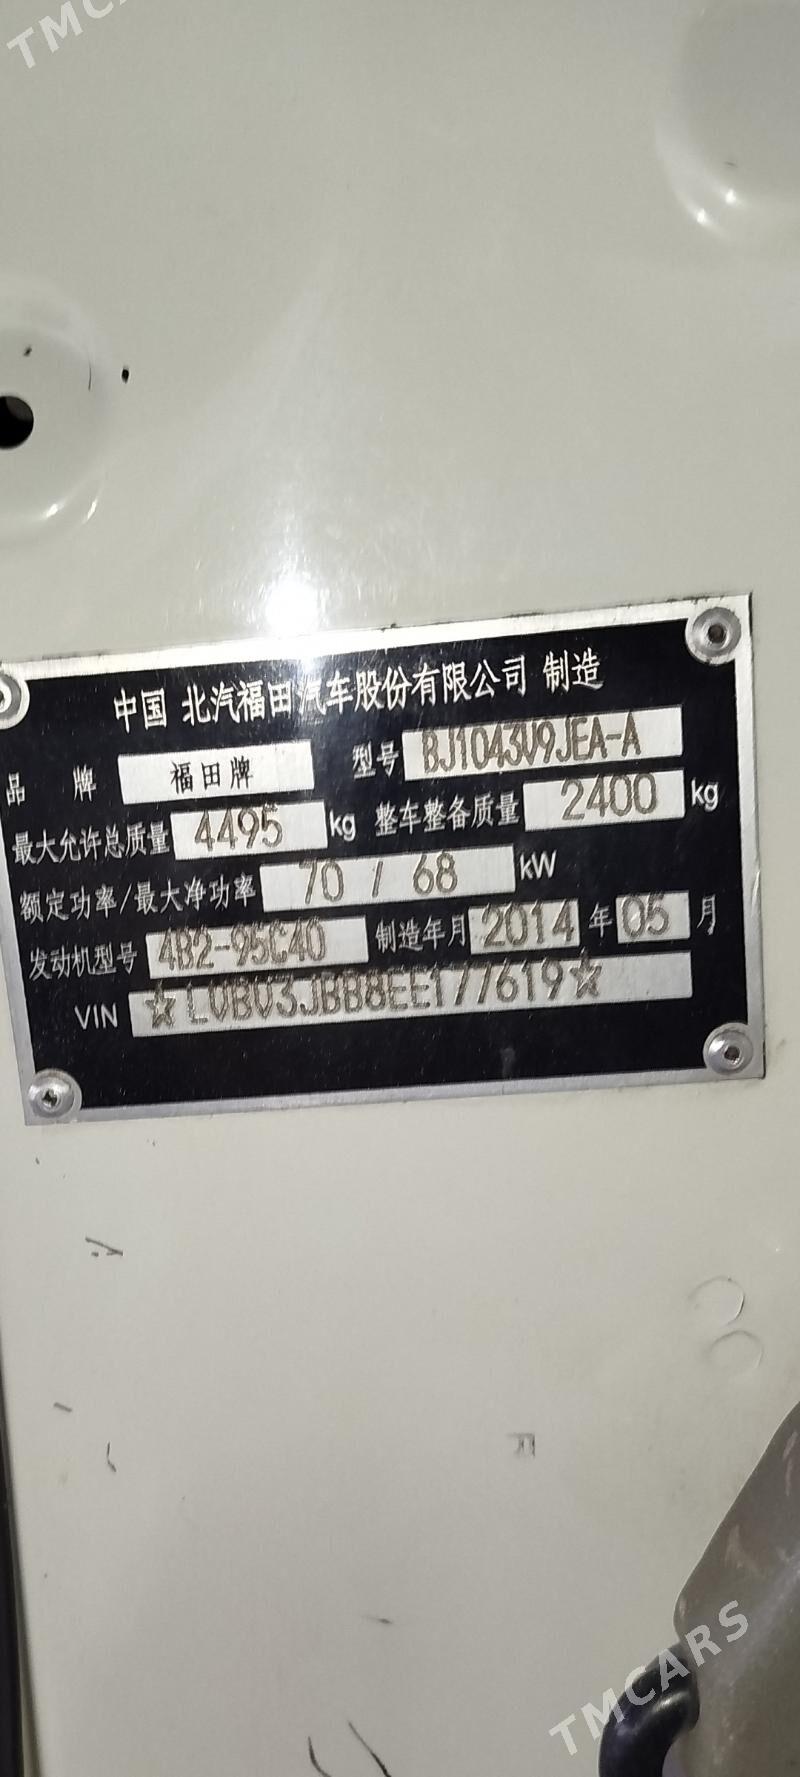 TMCA
中国 北汽福田汽车股份有限公司 制造
品 牌 福田牌 型号 BJ1043V9JEA-A
最大允许总质量 4495 kg 整车整备质量 2400 kg
额定功率/最大净功率 70 / 68 kW
发动机型号 4B2-95C40 制造年月 2014 年 05 月
VIN ☆LVBV3JBB8EE177619☆
TMCARS